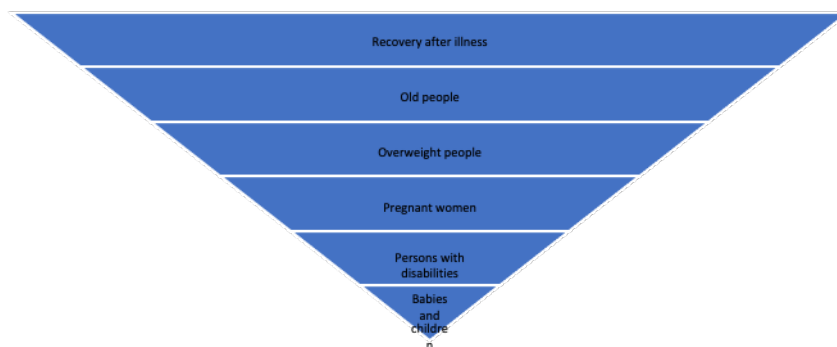 Recovery after illness
Old people
Overweight people
Pregnant women
Persons with
disabilities
Babies
and
childre
n